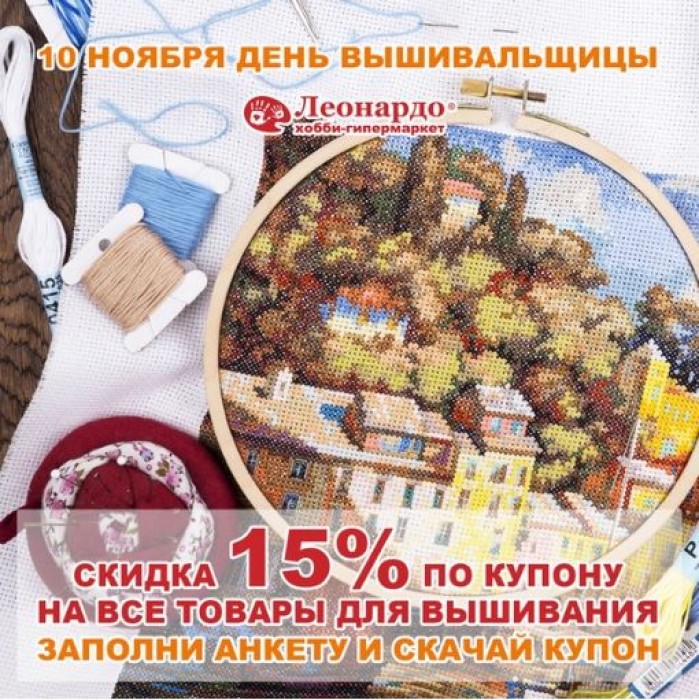 10 НОЯБРЯ ДЕНЬ ВЫШИВАЛЬЩИЦЫ
Леонардо®
хобби-гипермаркет
415
СКИДКА 15% ПО КУПОНУ
НА ВСЕ ТОВАРЫ ДЛЯ ВЫШИВАНИЯ
ЗАПОЛНИ АНКЕТУ И СКАЧАЙ КУПОН